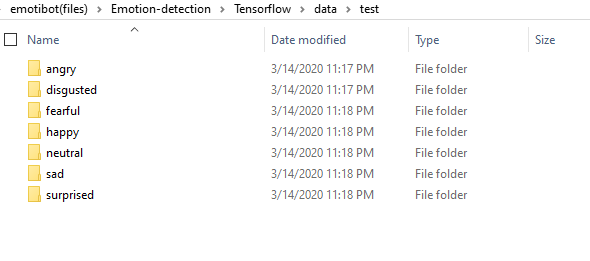 emotibot(files) > Emotion-detection > Tensorflow > data > test
Name Date modified Type Size
angry 3/14/2020 11:17 PM File folder
disgusted 3/14/2020 11:17 PM File folder
fearful 3/14/2020 11:18 PM File folder
happy 3/14/2020 11:18 PM File folder
neutral 3/14/2020 11:18 PM File folder
sad 3/14/2020 11:18 PM File folder
surprised 3/14/2020 11:18 PM File folder